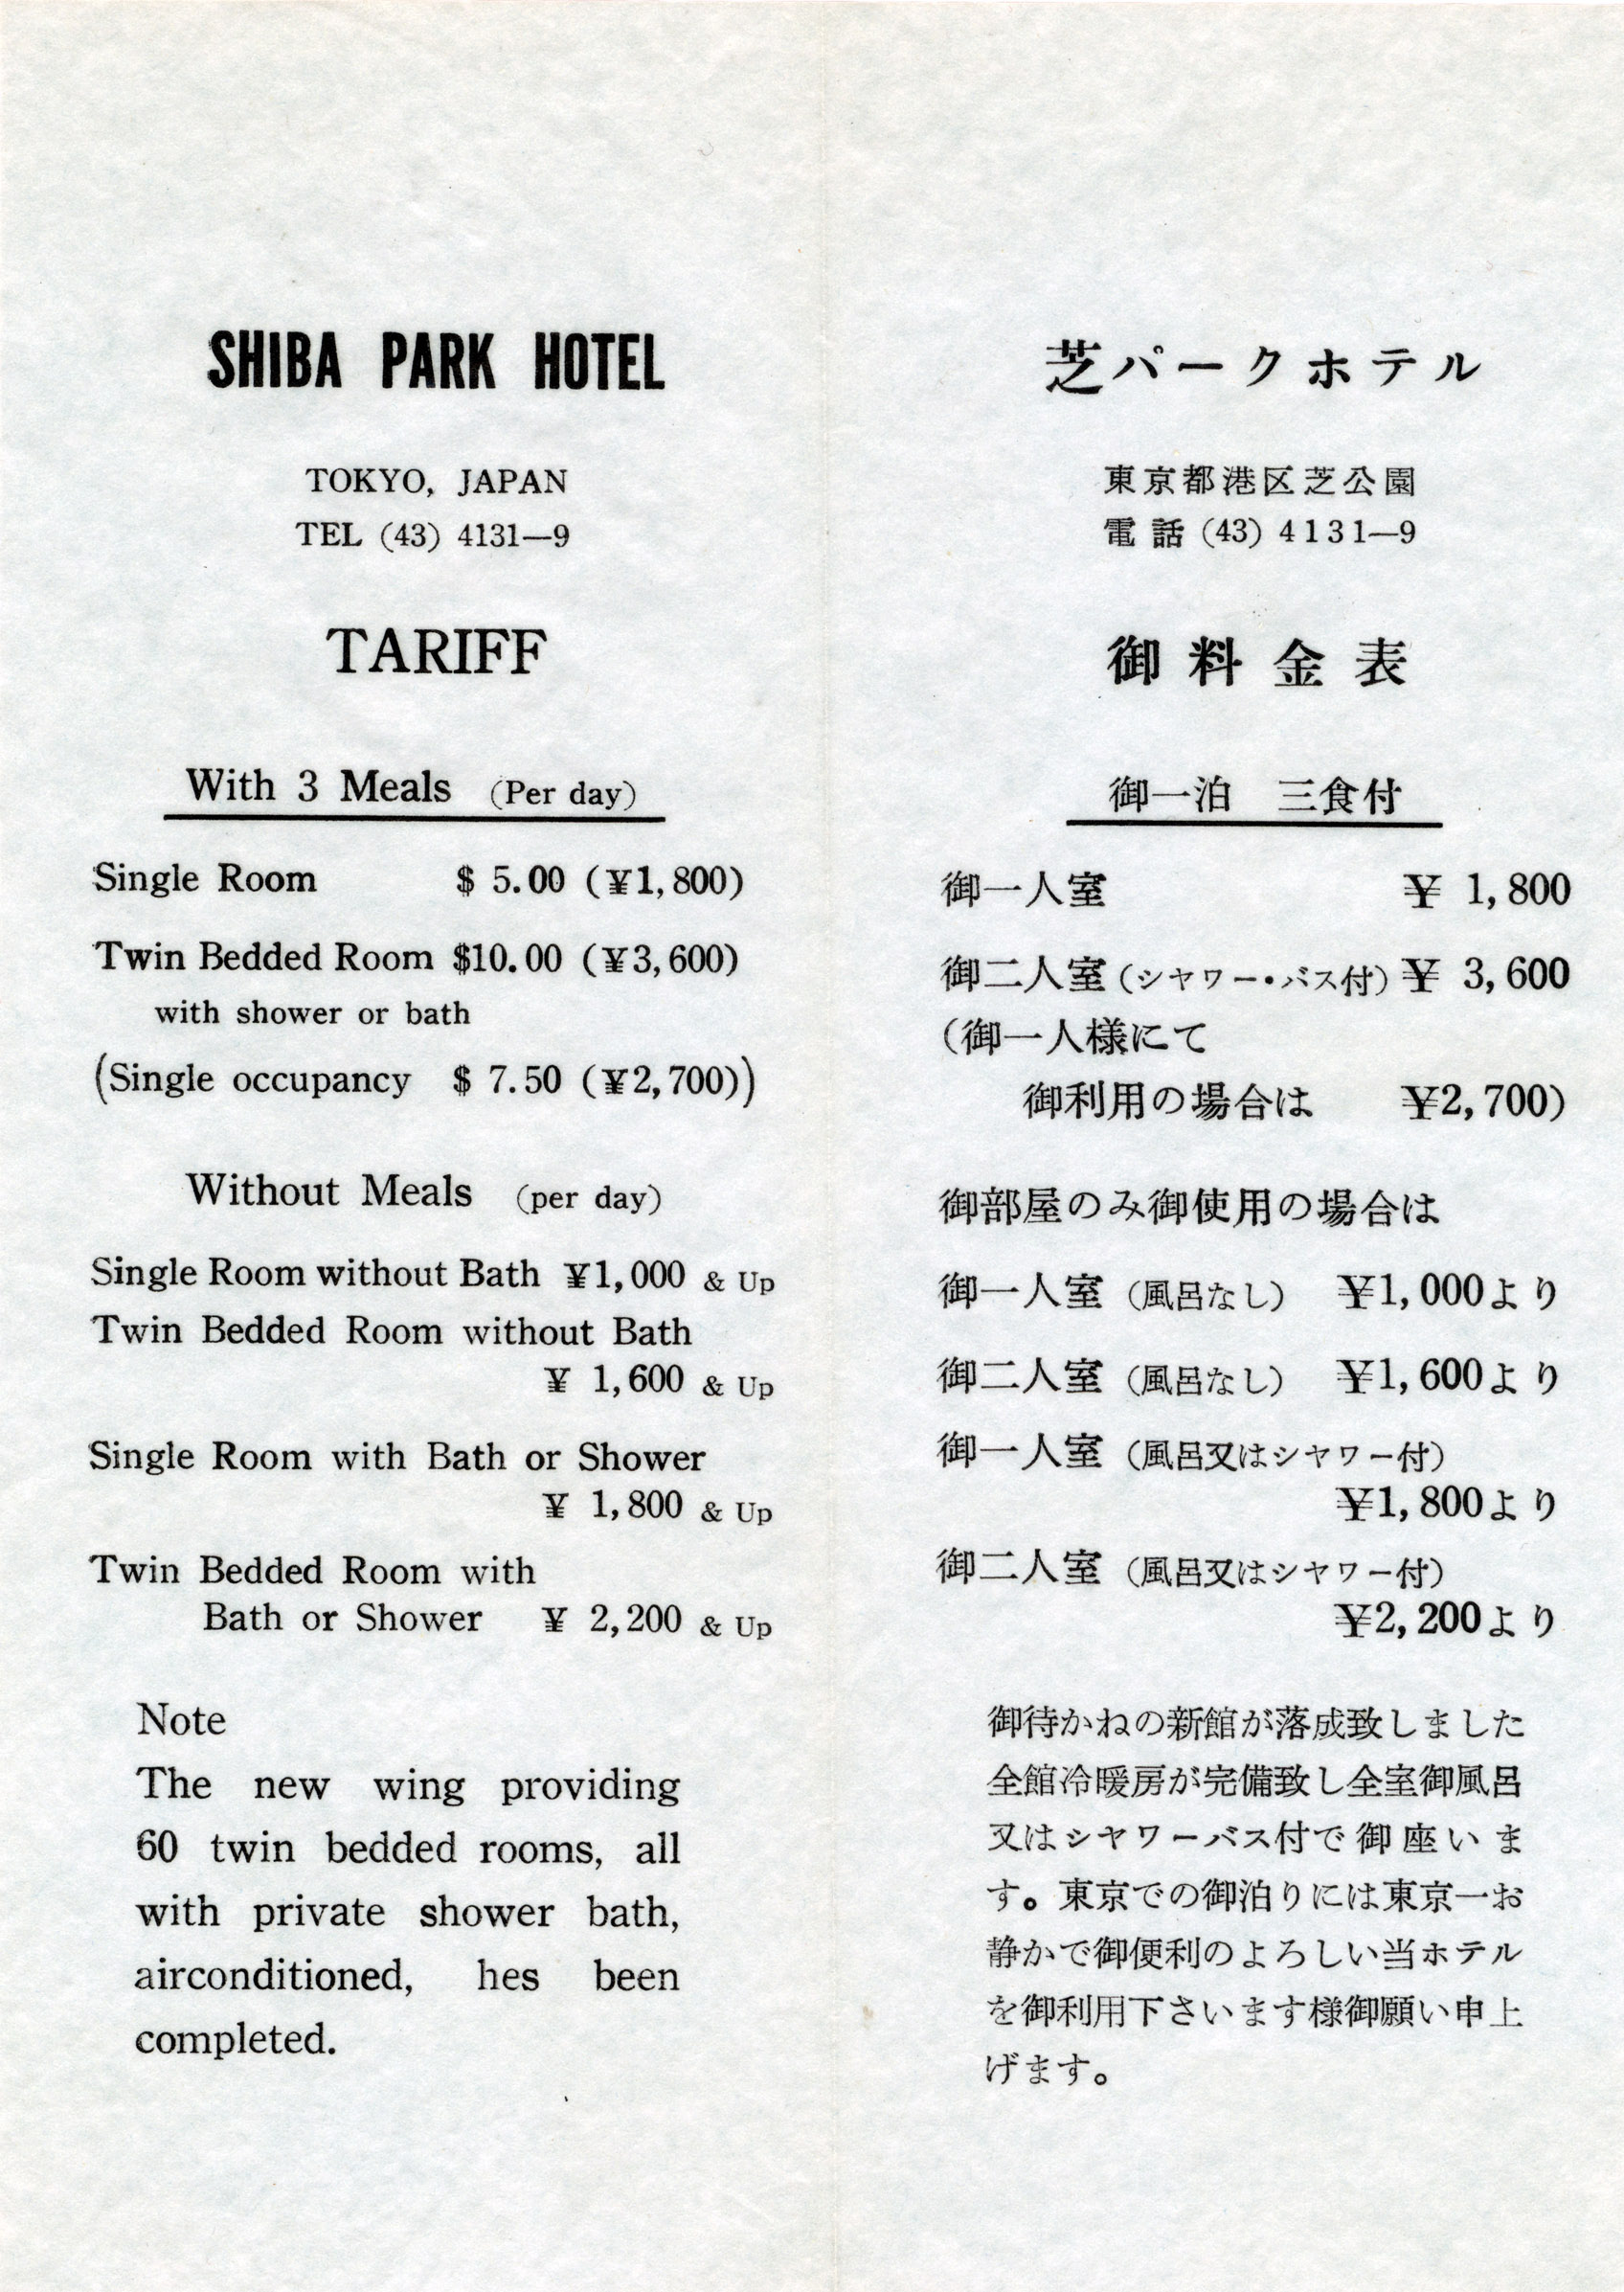 SHIBA PARK HOTEL
TOKYO, JAPAN
TEL (43) 4131—9
TARIFF
With 3 Meals (Per day)
Single Room $ 5.00 (¥1,800)
Twin Bedded Room $10.00 (¥3,600)
with shower or bath
(Single occupancy $ 7.50 (¥2,700))
Without Meals (per day)
Single Room without Bath ¥1,000 & Up
Twin Bedded Room without Bath
¥ 1,600 & Up
Single Room with Bath or Shower
¥ 1,800 & Up
Twin Bedded Room with
Bath or Shower ¥ 2,200 & Up
Note
The new wing providing
60 twin bedded rooms, all
with private shower bath,
airconditioned, hes been
completed.
芝パークホテル
東京都港区芝公園
電話 (43) 4131—9
御料金表
御一泊 三食付
御一人室 ¥ 1,800
御二人室(シヤワー・バス付) ¥ 3,600
(御一人様にて
御利用の場合は ¥2,700)
御部屋のみ御使用の場合は
御一人室 (風呂なし) ¥1,000より
御二人室 (風呂なし) ¥1,600より
御一人室 (風呂又はシヤワー付)
¥1,800より
御二人室 (風呂又はシヤワー付)
¥2,200より
御待かねの新館が落成致しました
全館冷暖房が完備致し全室御風呂
又はシヤワーバス付で御座いま
す。東京での御泊りには東京一お
静かで御便利のよろしい当ホテル
を御利用下さいます様御願い申上
げます。